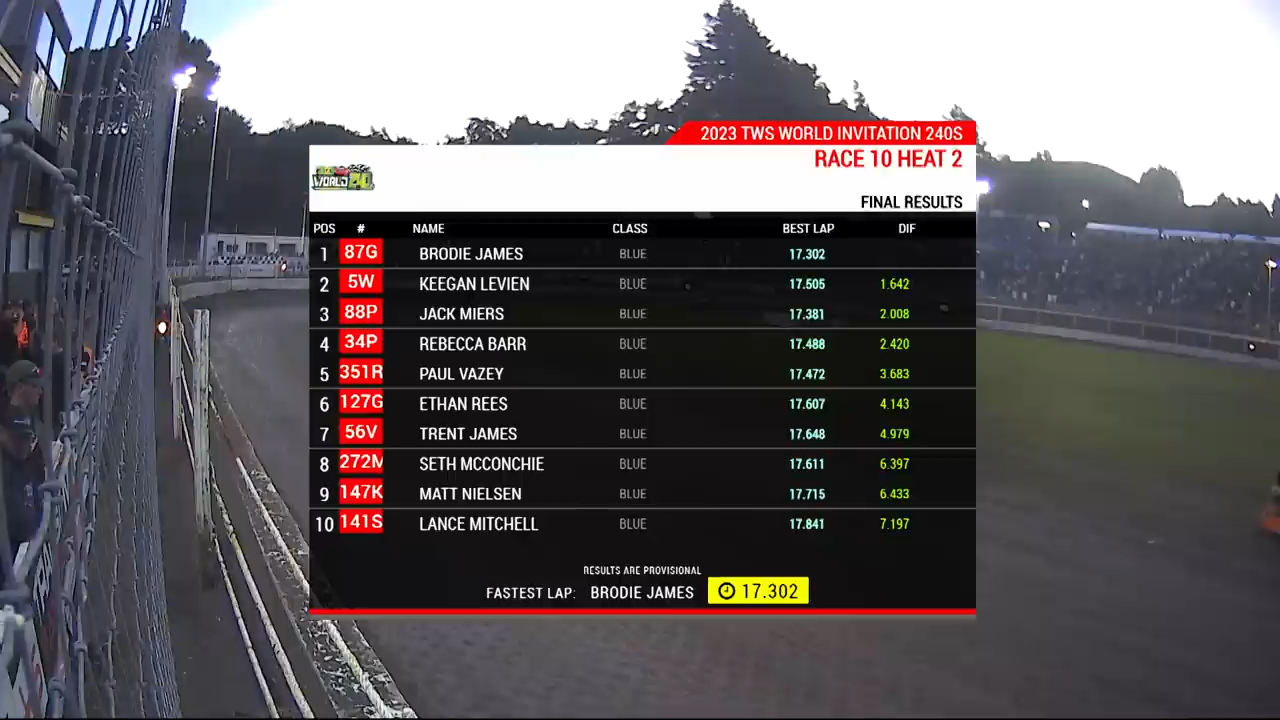 2023 TWS WORLD INVITATION 240S
RACE 10 HEAT 2
WORLD 240
FINAL RESULTS
POS # NAME CLASS BEST LAP DIF
1 87G BRODIE JAMES BLUE 17.302
2 5W KEEGAN LEVIEN BLUE 17.505 1.642
3 88P JACK MIERS BLUE 17.381 2.008
4 34P REBECCA BARR BLUE 17.488 2.420
5 351R PAUL VAZEY BLUE 17.472 3.683
6 127G ETHAN REES BLUE 17.607 4.143
7 56V TRENT JAMES BLUE 17.648 4.979
8 272M SETH MCCONCHIE BLUE 17.611 6.397
9 147K MATT NIELSEN BLUE 17.715 6.433
10 141S LANCE MITCHELL BLUE 17.841 7.197
RESULTS ARE PROVISIONAL
FASTEST LAP: BRODIE JAMES 17.302